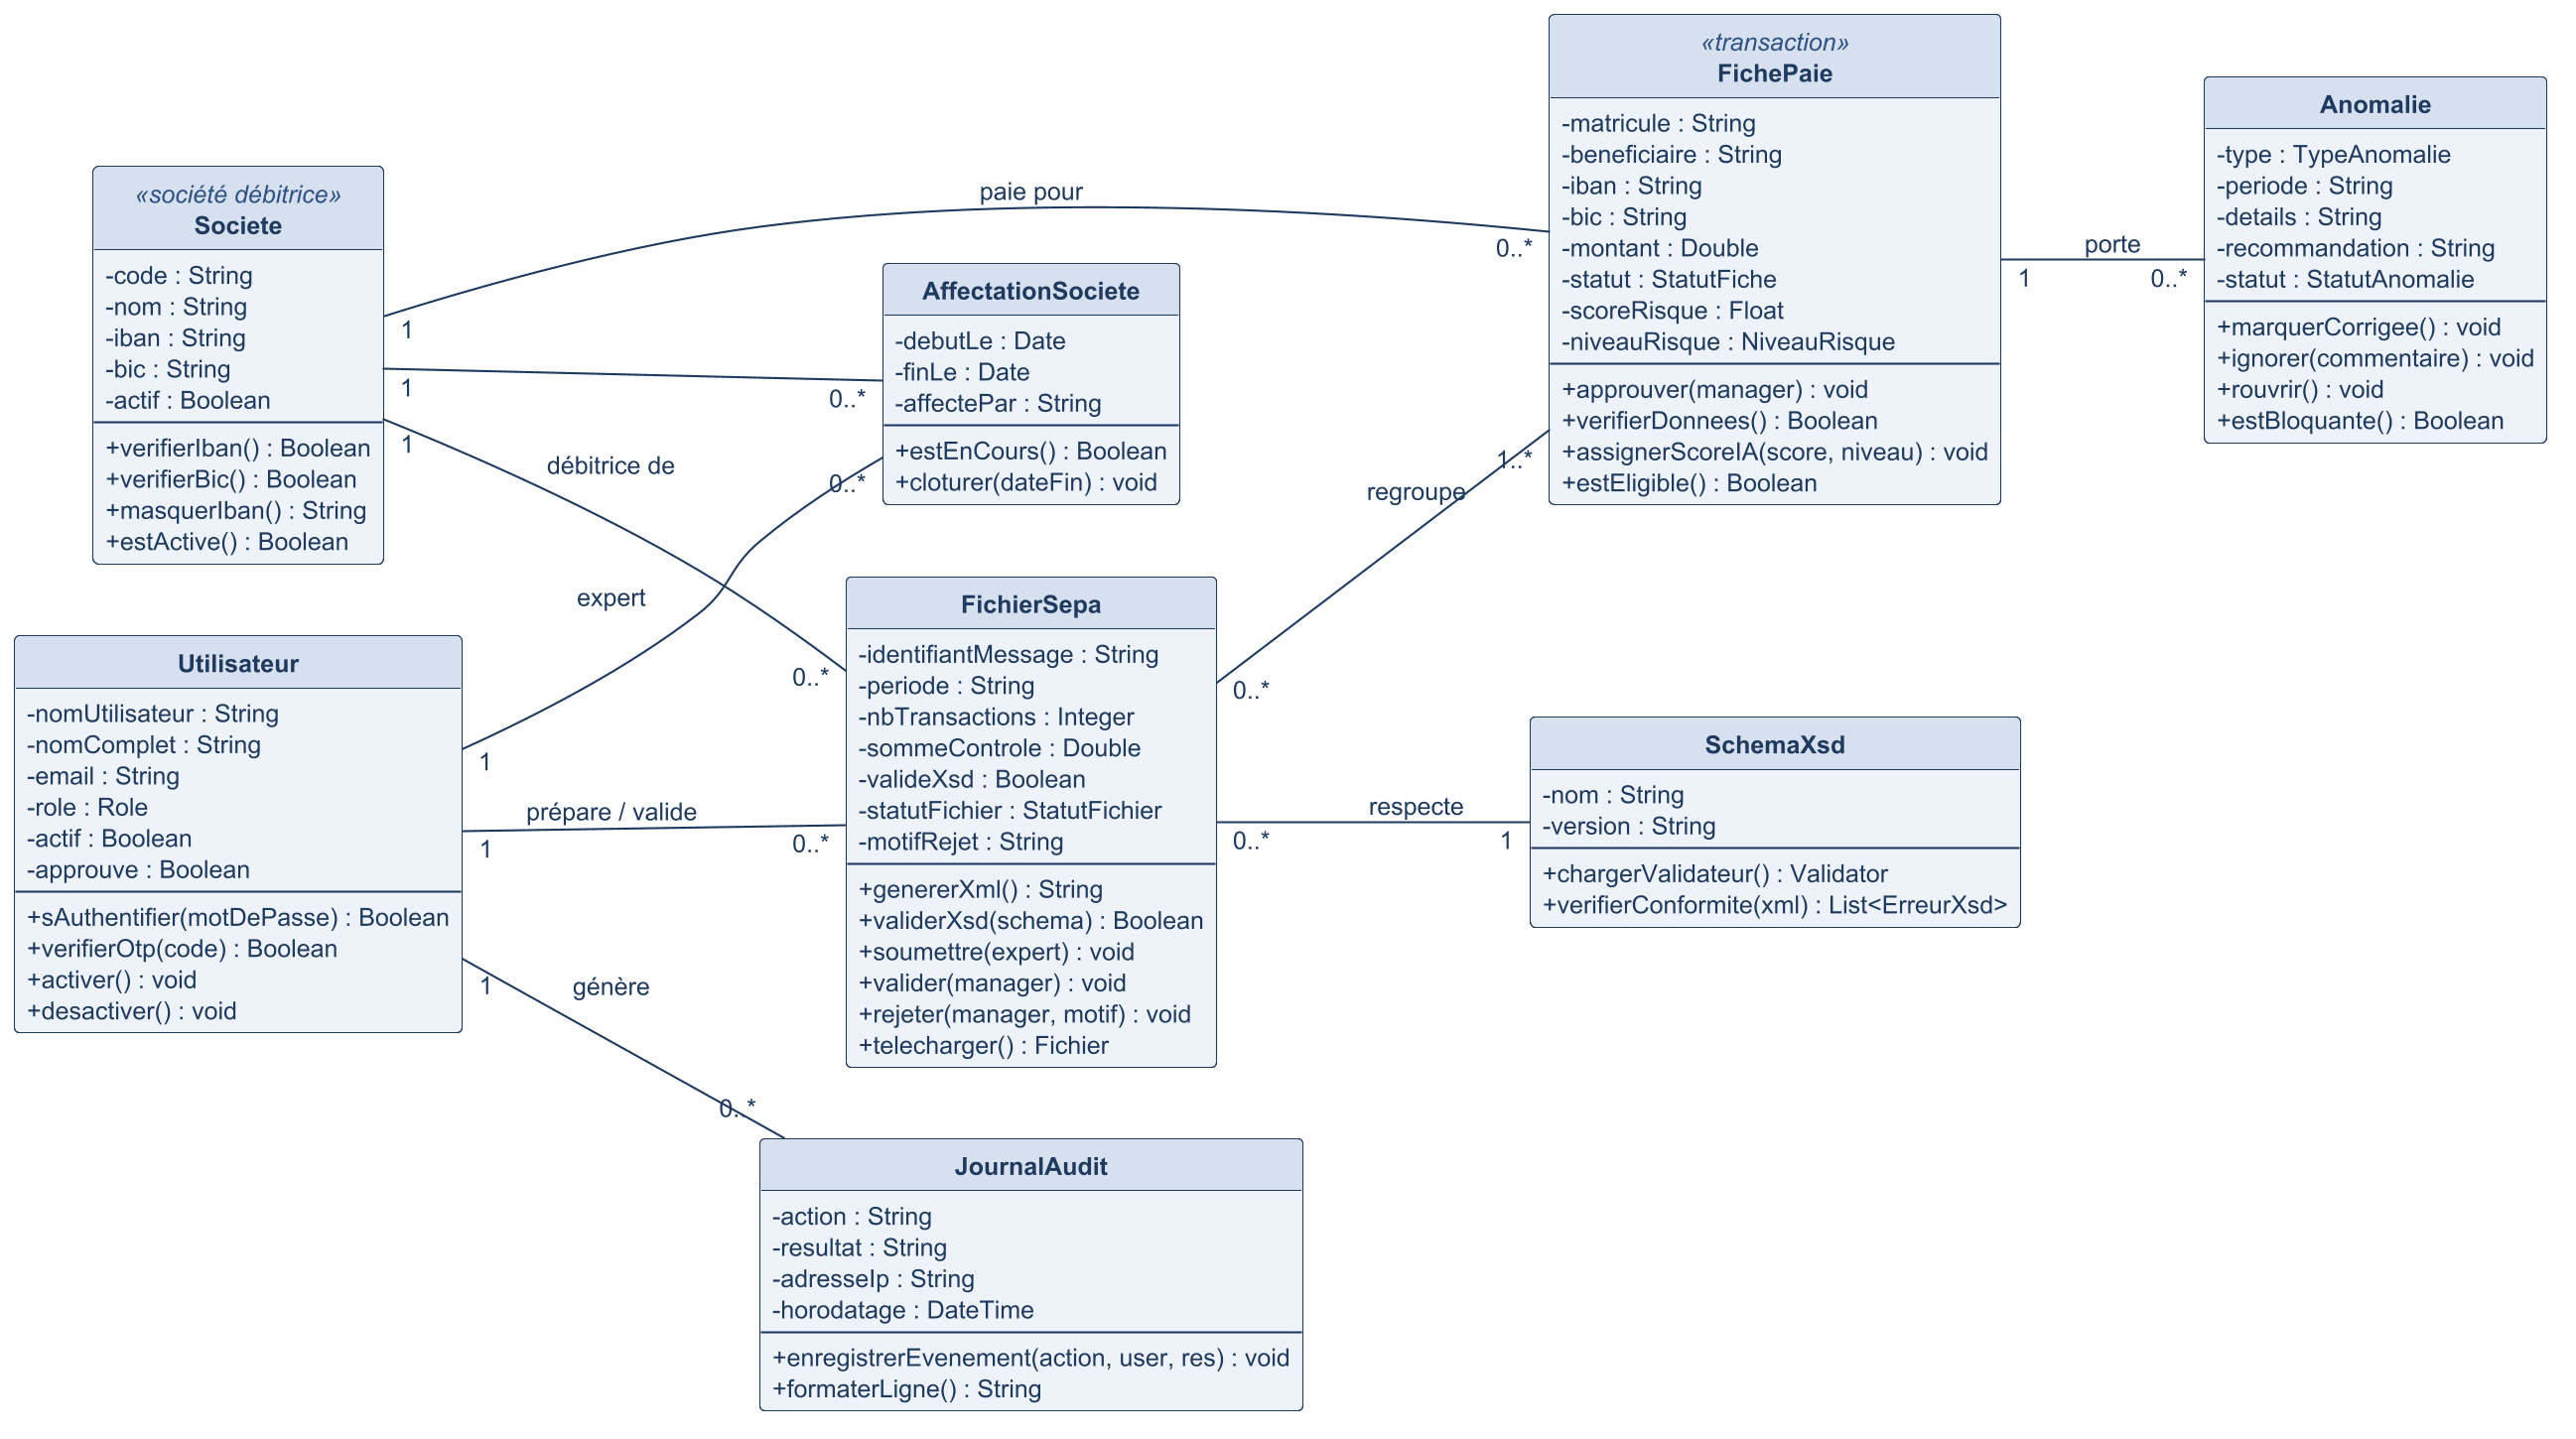 «société débitrice»
Societe
-code : String
-nom : String
-iban : String
-bic : String
-actif : Boolean
+verifierIban() : Boolean
+verifierBic() : Boolean
+masquerIban() : String
+estActive() : Boolean
paie pour
1
0..*
1
0..*
1
débitrice de
0..*
AffectationSociete
-debutLe : Date
-finLe : Date
-affectePar : String
+estEnCours() : Boolean
+cloturer(dateFin) : void
0..*
expert
1
«transaction»
FichePaie
-matricule : String
-beneficiaire : String
-iban : String
-bic : String
-montant : Double
-statut : StatutFiche
-scoreRisque : Float
-niveauRisque : NiveauRisque
+approuver(manager) : void
+verifierDonnees() : Boolean
+assignerScoreIA(score, niveau) : void
+estEligible() : Boolean
porte
1
0..*
Anomalie
-type : TypeAnomalie
-periode : String
-details : String
-recommandation : String
-statut : StatutAnomalie
+marquerCorrigee() : void
+ignorer(commentaire) : void
+rouvrir() : void
+estBloquante() : Boolean
1..*
regroupe
0..*
Utilisateur
-nomUtilisateur : String
-nomComplet : String
-email : String
-role : Role
-actif : Boolean
-approuve : Boolean
+sAuthentifier(motDePasse) : Boolean
+verifierOtp(code) : Boolean
+activer() : void
+desactiver() : void
prépare / valide
1
0..*
FichierSepa
-identifiantMessage : String
-periode : String
-nbTransactions : Integer
-sommeControle : Double
-valideXsd : Boolean
-statutFichier : StatutFichier
-motifRejet : String
+genererXml() : String
+validerXsd(schema) : Boolean
+soumettre(expert) : void
+valider(manager) : void
+rejeter(manager, motif) : void
+telecharger() : Fichier
respecte
0..*
1
SchemaXsd
-nom : String
-version : String
+chargerValidateur() : Validator
+verifierConformite(xml) : List<ErreurXsd>
1
génère
0..*
JournalAudit
-action : String
-resultat : String
-adresseIp : String
-horodatage : DateTime
+enregistrerEvenement(action, user, res) : void
+formaterLigne() : String